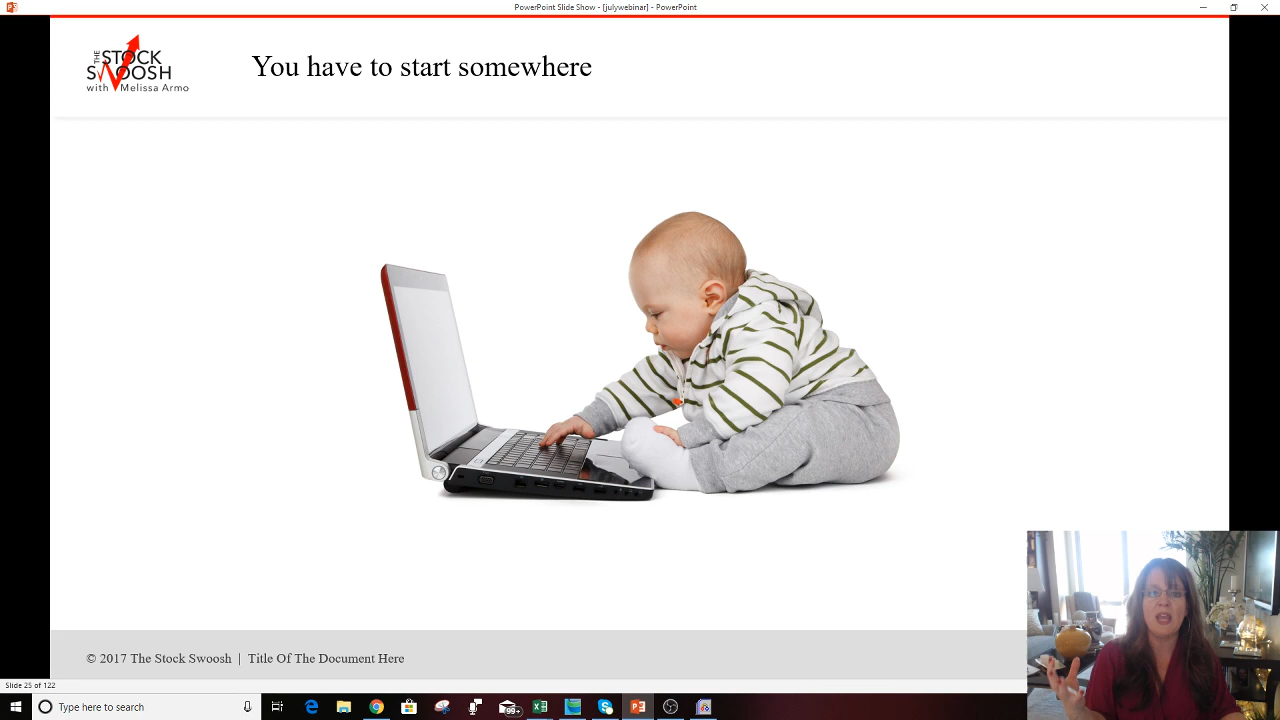 PowerPoint Slide Show - [julywebinar] - PowerPoint
THE
STOCK
SWOOSH
with Melissa Armo
You have to start somewhere
© 2017 The Stock Swoosh | Title Of The Document Here
Slide 25 of 122
Type here to search
99+